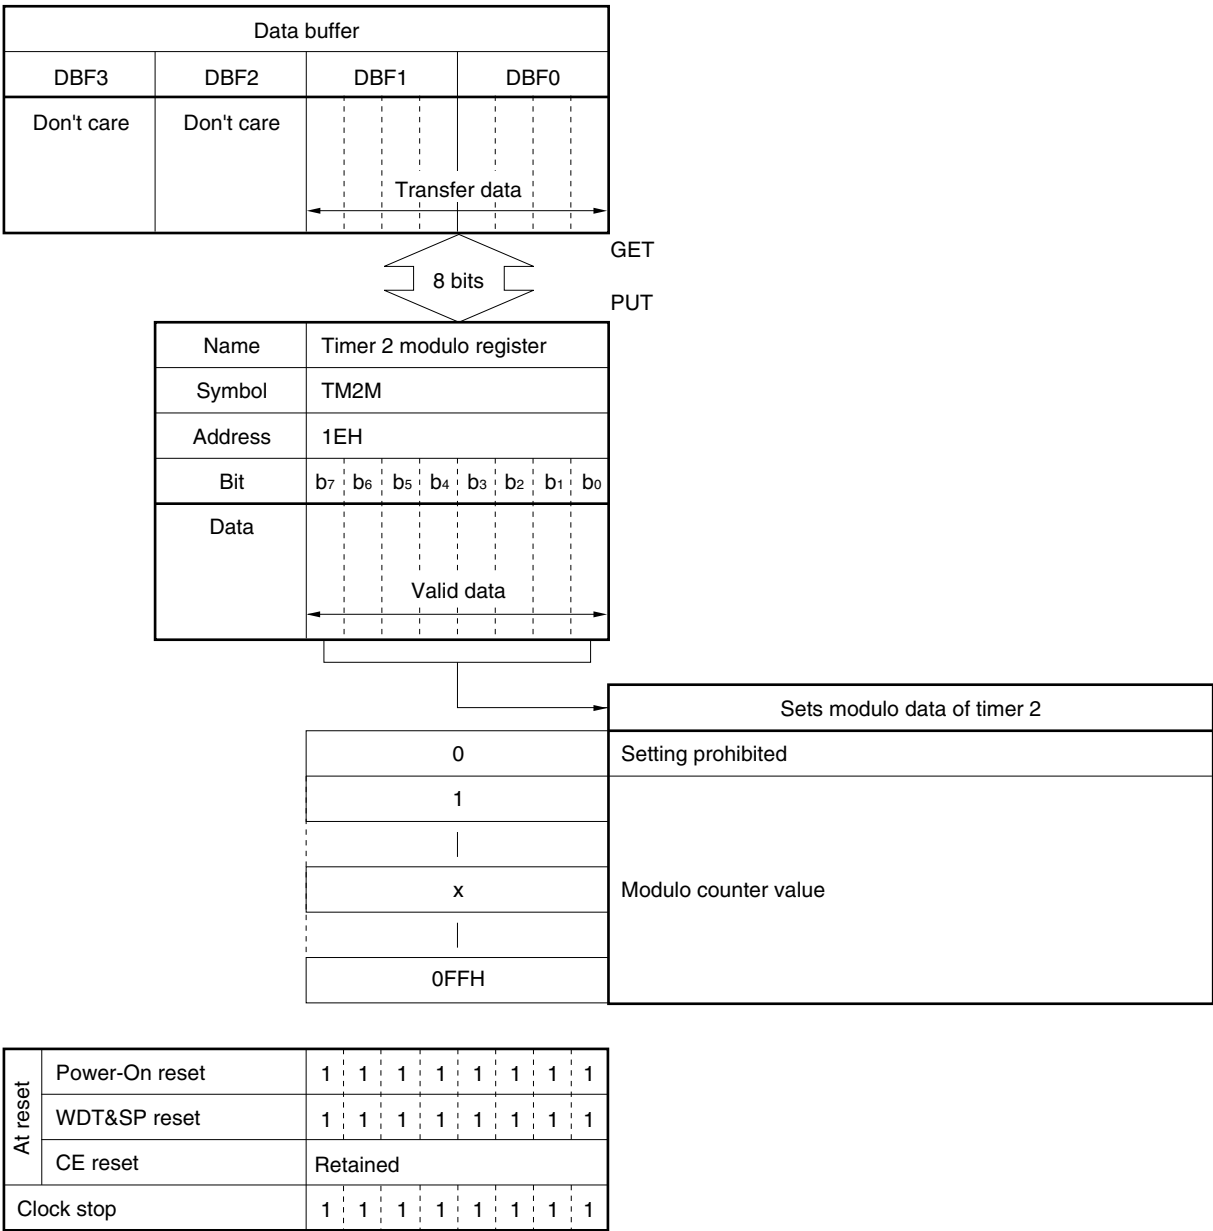 Data buffer
DBF3 DBF2 DBF1 DBF0
Don't care Don't care
Transfer data
GET
8 bits
PUT
Name Timer 2 modulo register
Symbol TM2M
Address 1EH
Bit b7 b6 b5 b4 b3 b2 b1 b0
Data
Valid data
Sets modulo data of timer 2
0 Setting prohibited
1
x Modulo counter value
0FFH
At reset
Power-On reset 1 1 1 1 1 1 1 1
WDT&SP reset 1 1 1 1 1 1 1 1
CE reset Retained
Clock stop 1 1 1 1 1 1 1 1